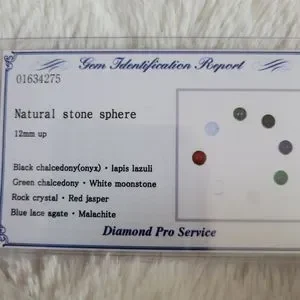 Gem Identification Report
01634275
Natural stone sphere
12mm up
Black chalcedony(onyx)・lapis lazuli
Green chalcedony・White moonstone
Rock crystal・Red jasper
Blue lace agate・Malachite
Diamond Pro Service